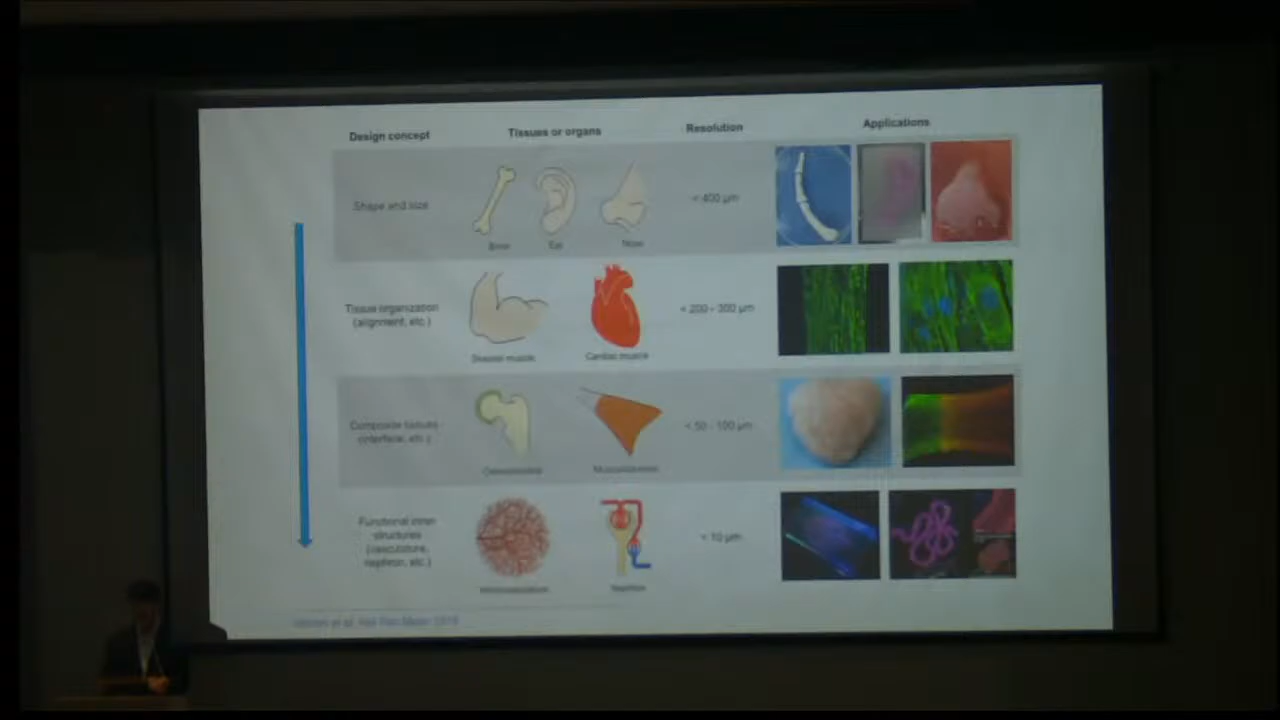 Design concept
Tissues or organs
Resolution
Applications
Shape and size
Bone
Ear
Nose
< 400 µm
Tissue organization
(alignment, etc.)
Skeletal muscle
Cardiac muscle
< 200 - 300 µm
Composite tissues
(interface, etc.)
< 50 - 100 µm
Functional inner
structures
(vasculature,
nephron, etc.)
Nephron
< 10 µm